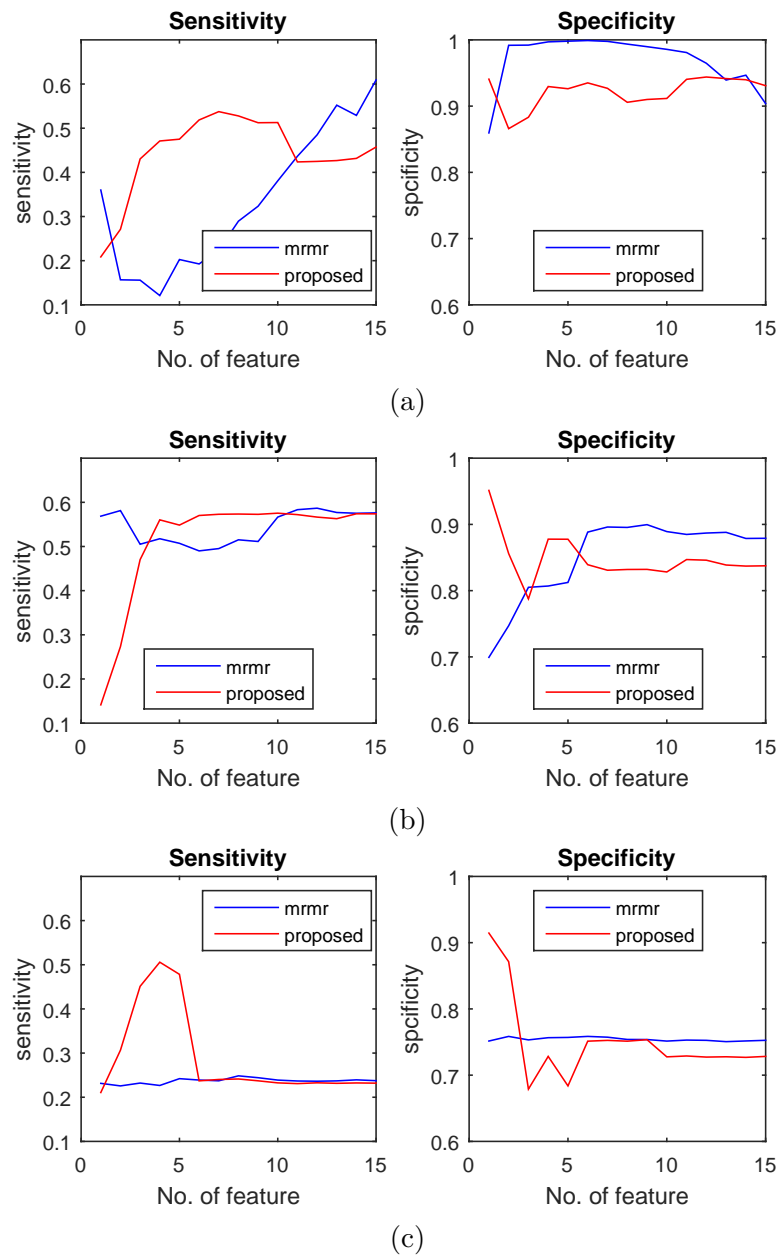 Sensitivity
0.6
0.5
0.4
0.3
0.2
0.1
sensitivity
mrmr
proposed
0 5 10 15
No. of feature
Specificity
1
0.9
0.9
0.8
0.7
0.6
spcificity
mrmr
proposed
0 5 10 15
No. of feature
(a)
Sensitivity
0.6
0.5
0.4
0.3
0.2
0.1
sensitivity
mrmr
proposed
0 5 10 15
No. of feature
Specificity
1
0.9
0.8
0.7
0.6
spcificity
mrmr
proposed
0 5 10 15
No. of feature
(b)
Sensitivity
0.6
0.5
0.4
0.3
0.2
0.1
sensitivity
mrmr
proposed
0 5 10 15
No. of feature
Specificity
1
0.9
0.8
0.7
0.6
spcificity
mrmr
proposed
0 5 10 15
No. of feature
(c)